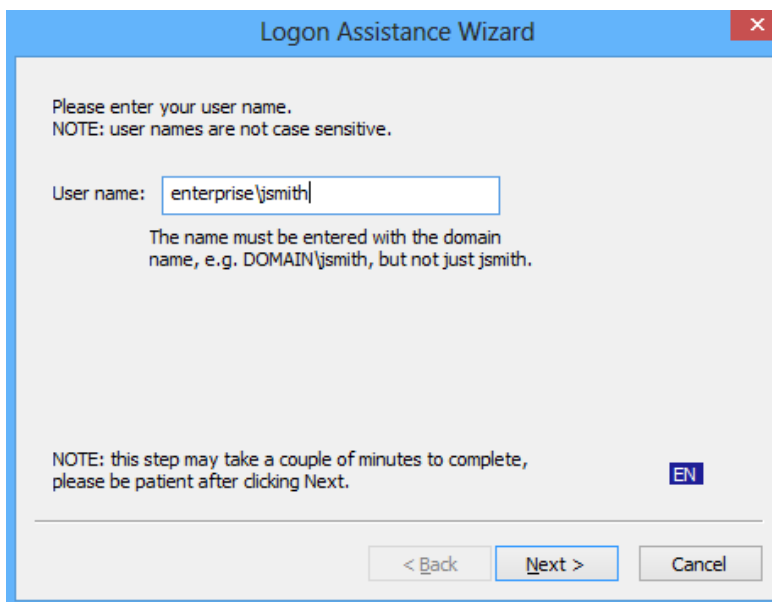 Logon Assistance Wizard
Please enter your user name.
NOTE: user names are not case sensitive.
User name: enterprise\jsmith
The name must be entered with the domain
name, e.g. DOMAIN\jsmith, but not just jsmith.
NOTE: this step may take a couple of minutes to complete,
please be patient after clicking Next.
EN
< Back Next > Cancel